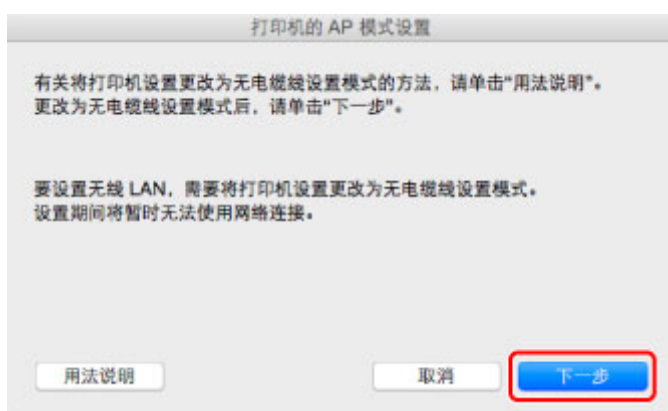 打印机的 AP 模式设置
有关将打印机设置更改为无电缆线设置模式的方法，请单击“用法说明”。
更改为无电缆线设置模式后，请单击“下一步”。
要设置无线 LAN，需要将打印机设置更改为无电缆线设置模式。
设置期间将暂时无法使用网络连接。
用法说明
取消
下一步